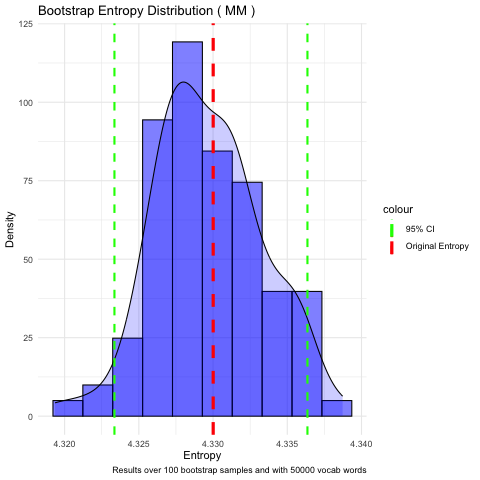 Bootstrap Entropy Distribution ( MM )
125
100
75
50
25
0
Density
4.320
4.325
4.330
4.335
4.340
Entropy
Results over 100 bootstrap samples and with 50000 vocab words
colour
95% CI
Original Entropy